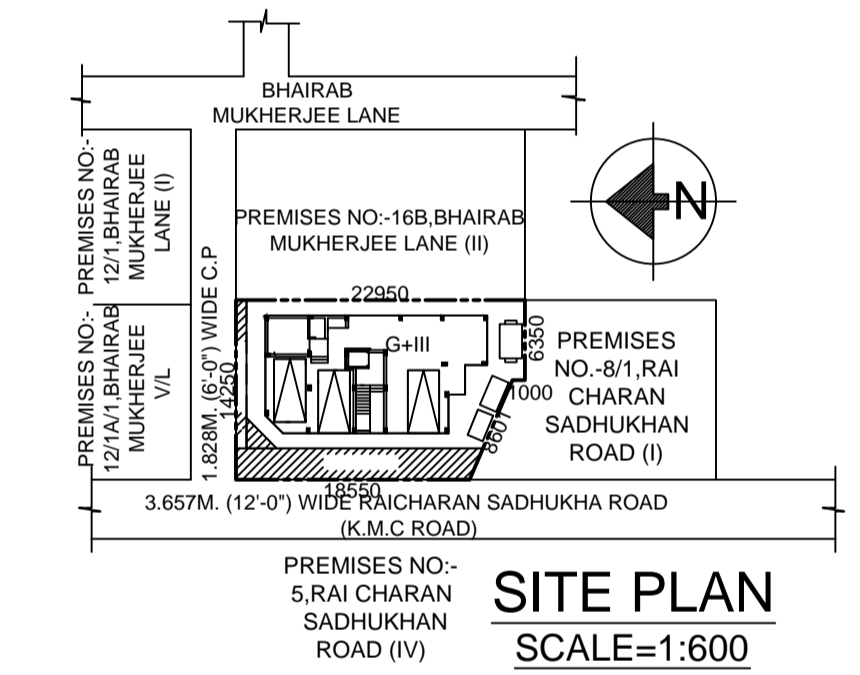 BHAIRAB
MUKHERJEE LANE
PREMISES NO:-
12/1,BHAIRAB
MUKHERJEE
LANE (I)
PREMISES NO:-16B,BHAIRAB
MUKHERJEE LANE (II)
N
PREMISES NO:-
12/1A/1,BHAIRAB
MUKHERJEE
V/L
1.828M. (6'-0") WIDE C.P
22950
14250
G+III
6350
1000
8601
18550
PREMISES
NO.-8/1,RAI
CHARAN
SADHUKHAN
ROAD (I)
3.657M. (12'-0") WIDE RAICHARAN SADHUKHA ROAD
(K.M.C ROAD)
PREMISES NO:-
5,RAI CHARAN
SADHUKHAN
ROAD (IV)
SITE PLAN
SCALE=1:600